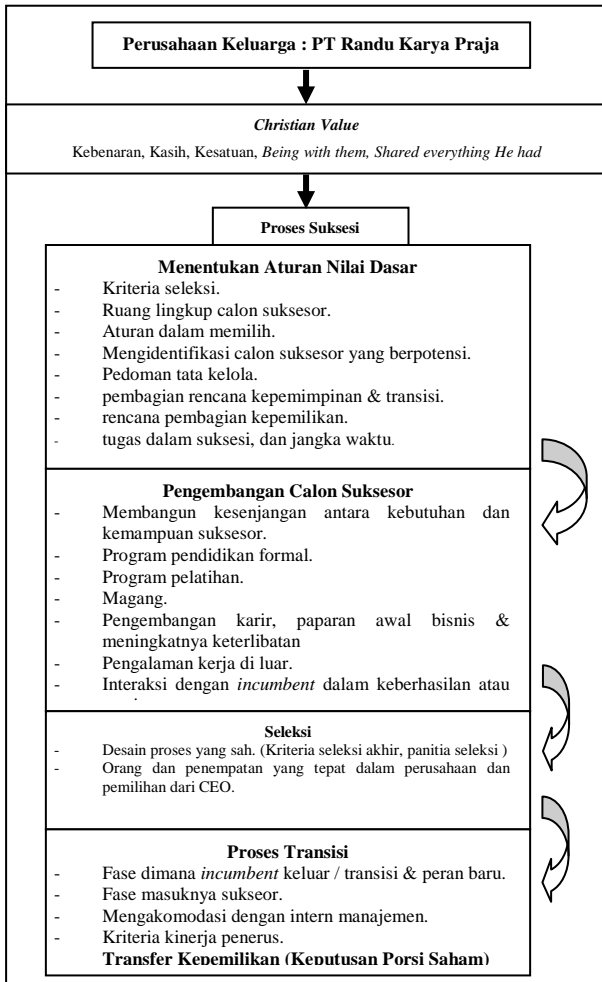 Perusahaan Keluarga : PT Randu Karya Praja
Christian Value
Kebenaran, Kasih, Kesatuan, Being with them, Shared everything He had
Proses Suksesi
Menentukan Aturan Nilai Dasar
- Kriteria seleksi.
- Ruang lingkup calon suksesor.
- Aturan dalam memilih.
- Mengidentifikasi calon suksesor yang berpotensi.
- Pedoman tata kelola.
- pembagian rencana kepemimpinan & transisi.
- rencana pembagian kepemilikan.
- tugas dalam suksesi, dan jangka waktu.
Pengembangan Calon Suksesor
- Membangun kesenjangan antara kebutuhan dan
kemampuan suksesor.
- Program pendidikan formal.
- Program pelatihan.
- Magang.
- Pengembangan karir, paparan awal bisnis &
meningkatnya keterlibatan
- Pengalaman kerja di luar.
- Interaksi dengan incumbent dalam keberhasilan atau
Seleksi
- Desain proses yang sah. (Kriteria seleksi akhir, panitia seleksi )
- Orang dan penempatan yang tepat dalam perusahaan dan
pemilihan dari CEO.
Proses Transisi
- Fase dimana incumbent keluar / transisi & peran baru.
- Fase masuknya sukseor.
- Mengakomodasi dengan intern manajemen.
- Kriteria kinerja penerus.
Transfer Kepemilikan (Keputusan Porsi Saham)